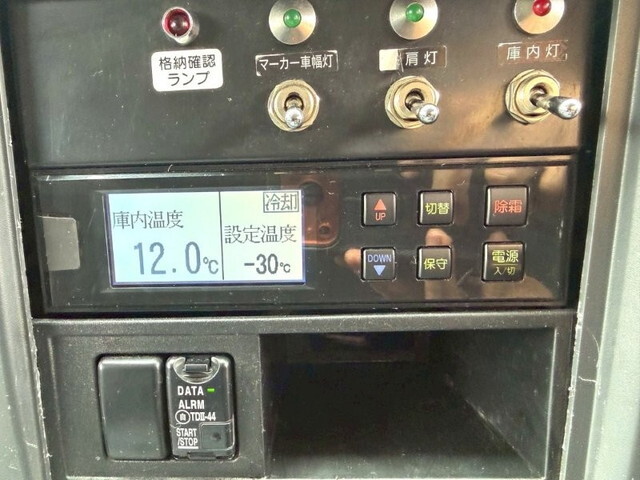 格納確認
ランプ
マーカー車幅灯
肩灯
庫内灯
冷却
庫内温度
12.0℃
設定温度
-30℃
UP
切替
除霜
DOWN
保守
電源
入/切
DATA
ALRM
TDII-44
START
/STOP